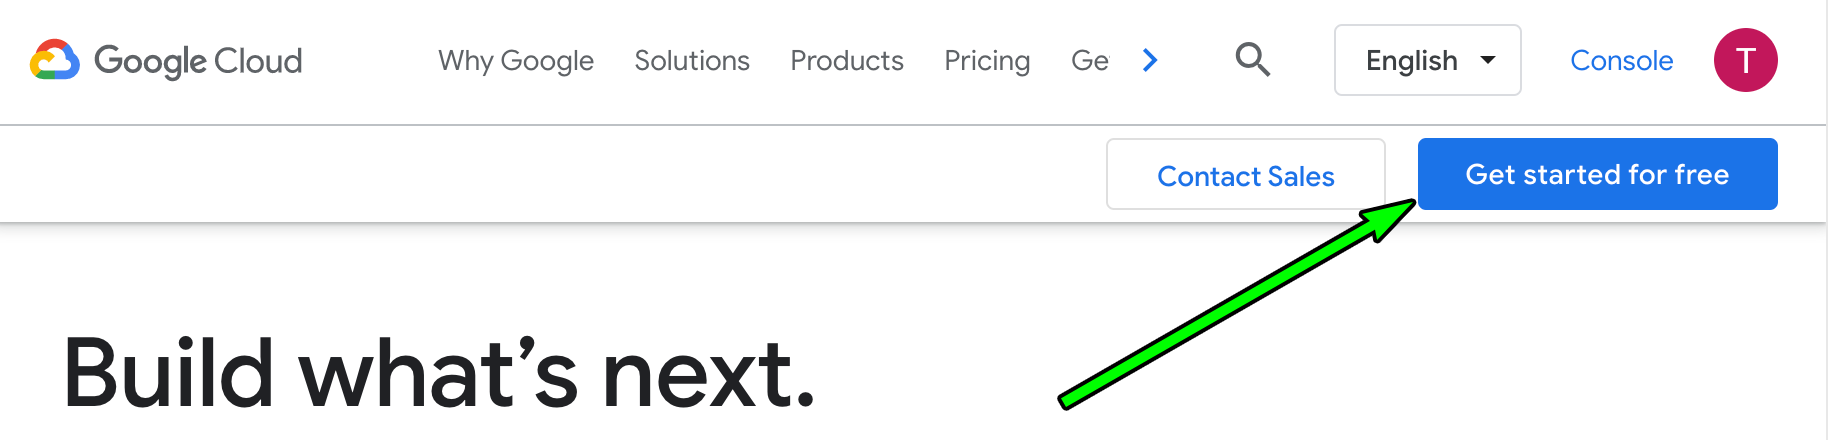 Google Cloud Why Google Solutions Products Pricing Ge English Console T
Contact Sales Get started for free
Build what’s next.